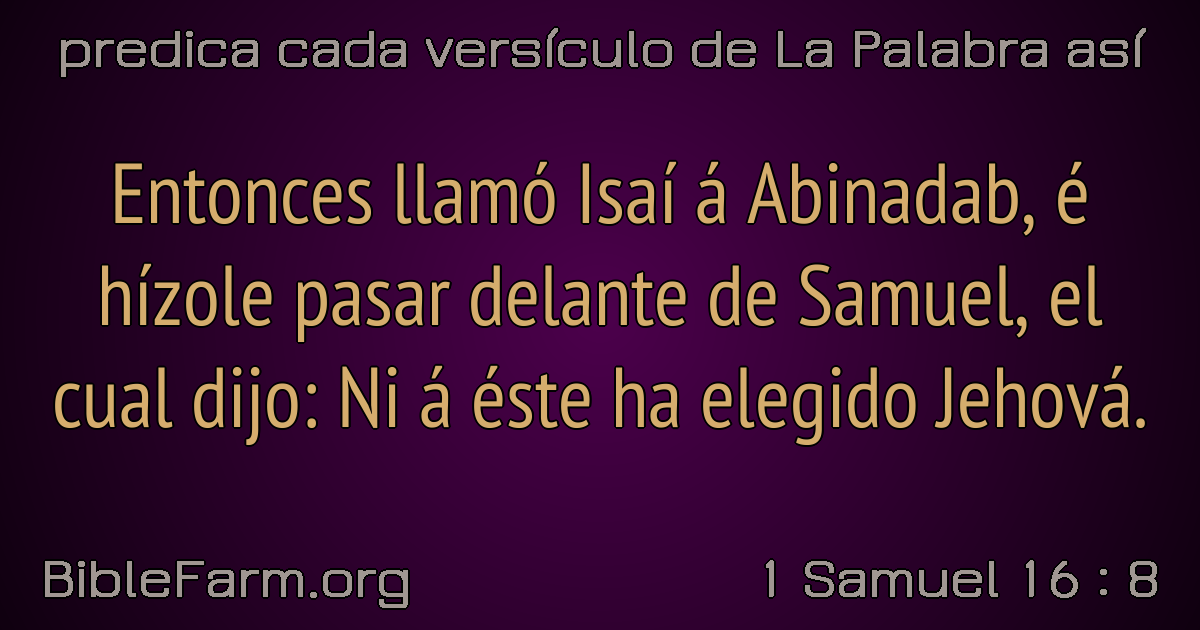 predica cada versículo de La Palabra así
Entonces llamó Isaí á Abinadab, é
hízole pasar delante de Samuel, el
cual dijo: Ni á éste ha elegido Jehová.
BibleFarm.org
1 Samuel 16 : 8